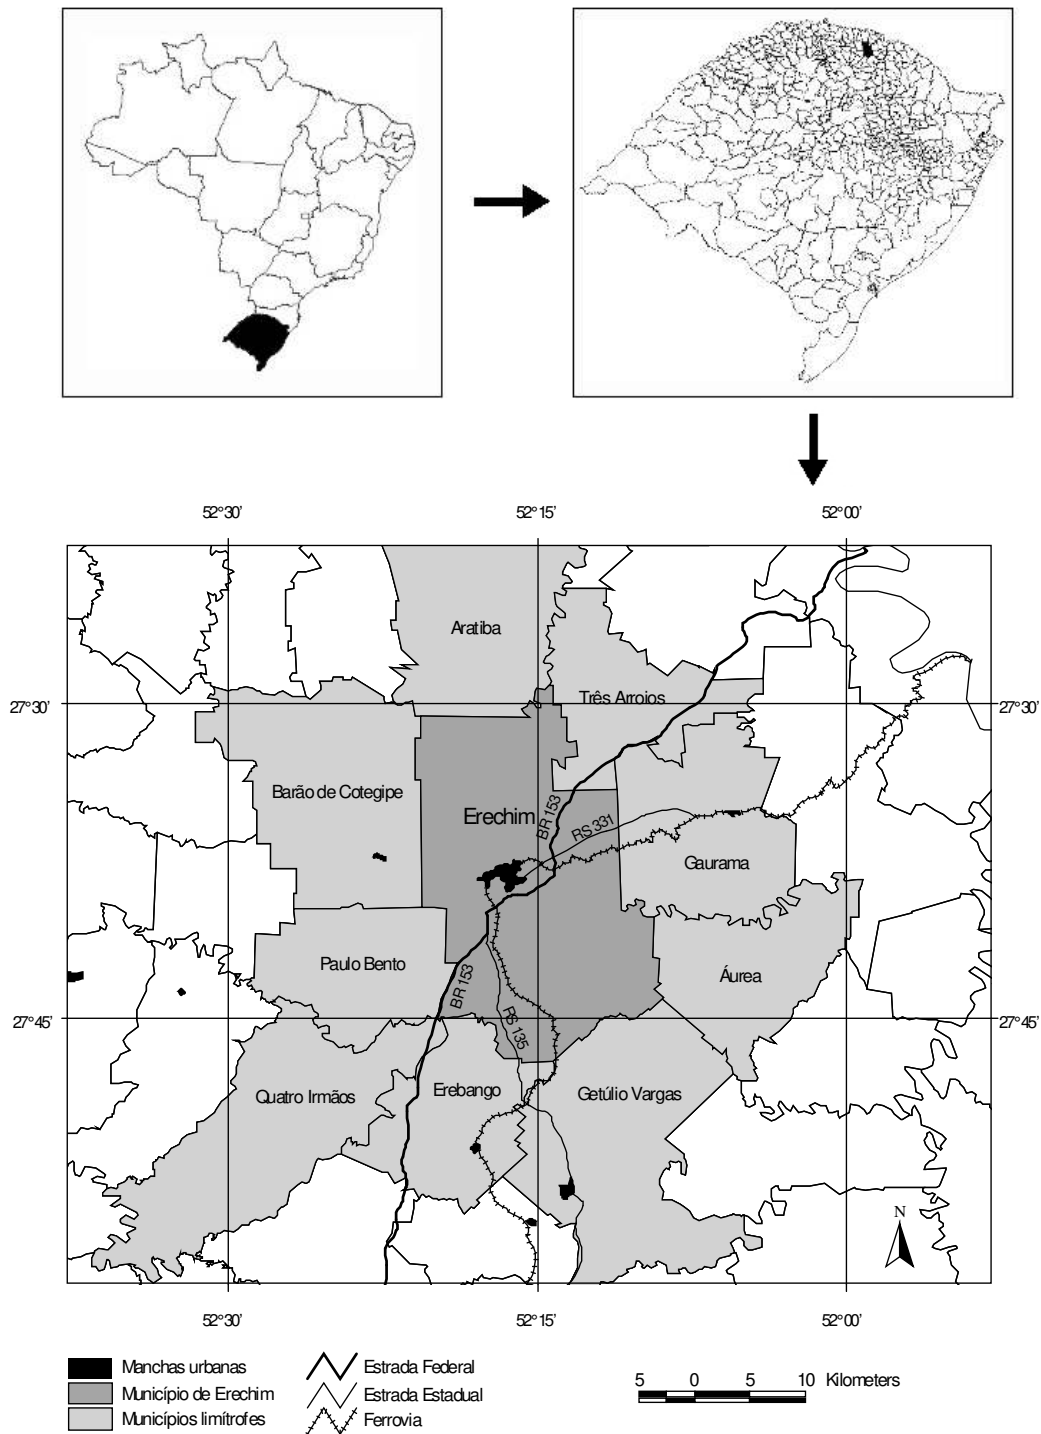 52°30' 52°15' 52°00'
Aratiba
Três Arroios
27°30' 27°30'
Barão de Cotegipe
Erechim
BR 153
RS 331
Gaurama
Paulo Bento
Áurea
BR 153
RS 135
27°45' 27°45'
Quatro Irmãos
Erebango
Getúlio Vargas
N
52°30' 52°15' 52°00'
Manchas urbanas
Município de Erechim
Municípios limítrofes
Estrada Federal
Estrada Estadual
Ferrovia
5 0 5 10 Kilometers